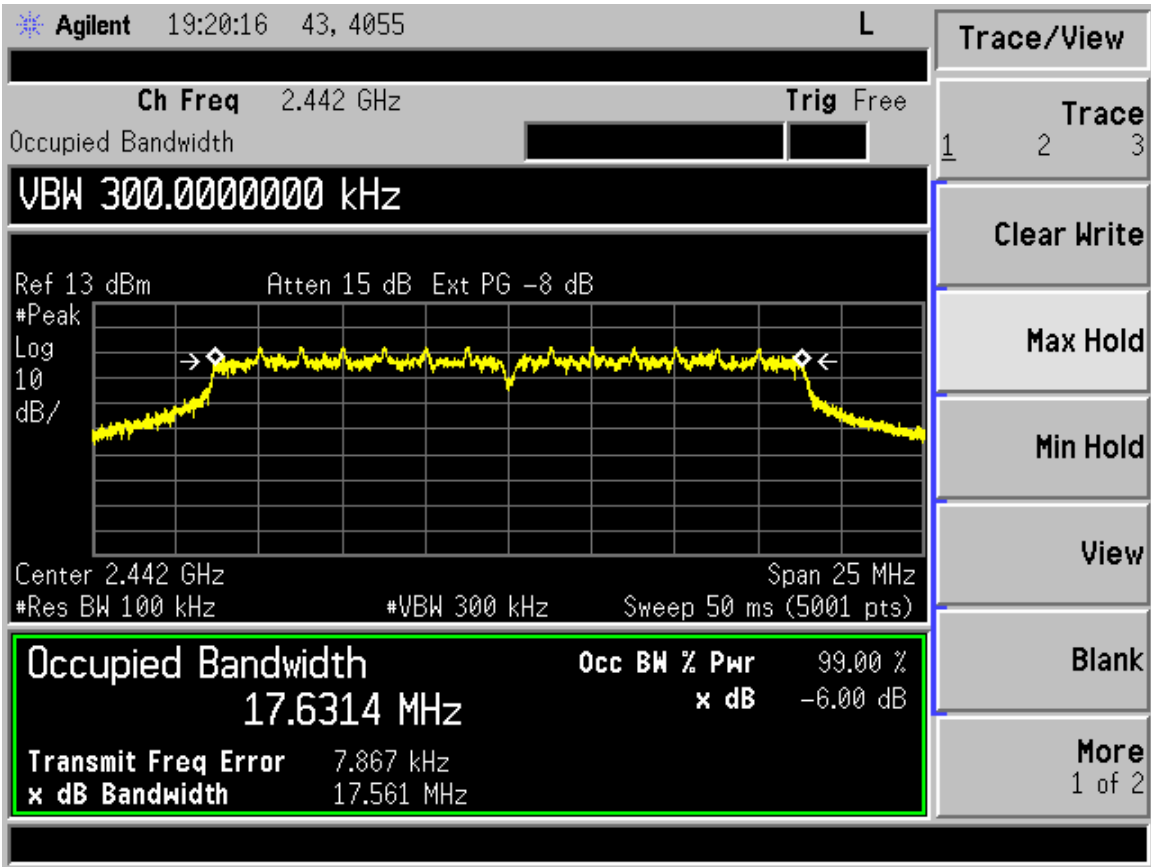 Agilent 19:20:16 43, 4055 L
Trace/View
Ch Freq 2.442 GHz Trig Free
Occupied Bandwidth
VBW 300.0000000 kHz
Ref 13 dBm Atten 15 dB Ext PG -8 dB
#Peak
Log
10
dB/
Center 2.442 GHz Span 25 MHz
#Res BW 100 kHz #VBW 300 kHz Sweep 50 ms (5001 pts)
Occupied Bandwidth
17.6314 MHz
Occ BW % Pwr 99.00 %
x dB -6.00 dB
Transmit Freq Error 7.867 kHz
x dB Bandwidth 17.561 MHz
Trace
1 2 3
Clear Write
Max Hold
Min Hold
View
Blank
More
1 of 2